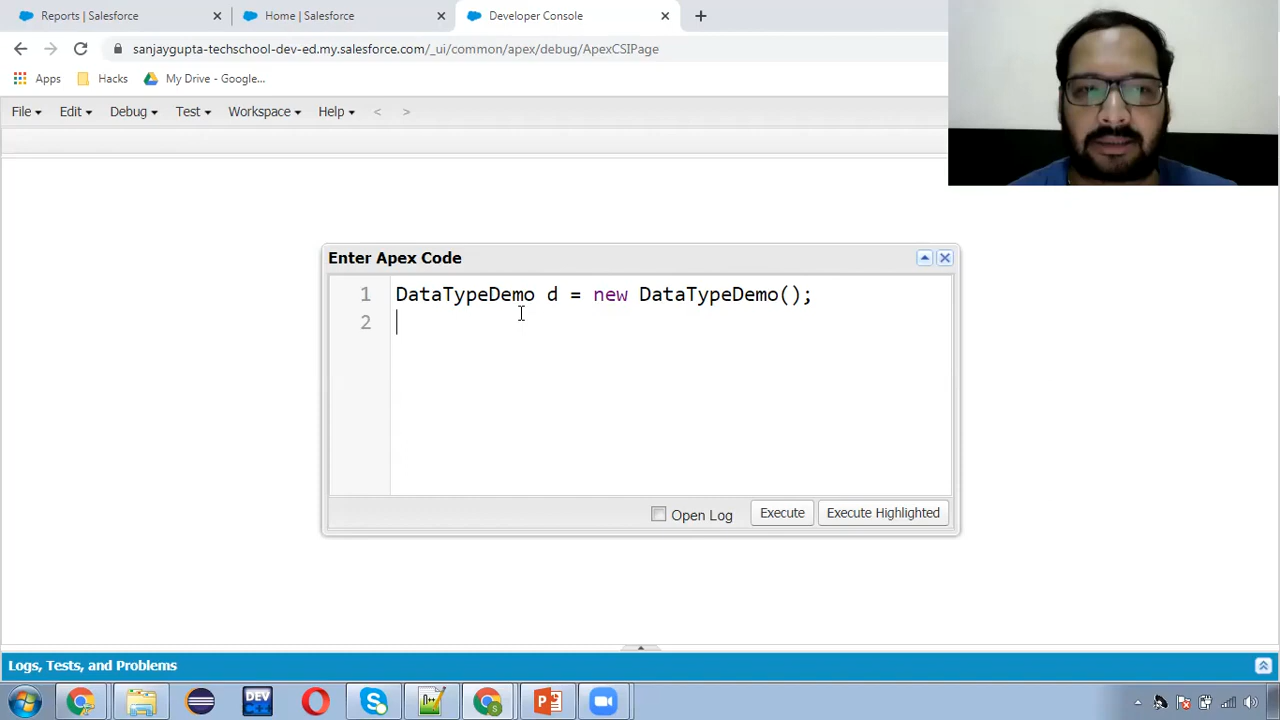 Reports | Salesforce
Home | Salesforce
Developer Console
sanjaygupta-techschool-dev-ed.my.salesforce.com/_ui/common/apex/debug/ApexCSIPage
Apps
Hacks
My Drive - Google...
File
Edit
Debug
Test
Workspace
Help
<
>
Enter Apex Code
1 DataTypeDemo d = new DataTypeDemo();
2
Open Log
Execute
Execute Highlighted
Logs, Tests, and Problems
DEV